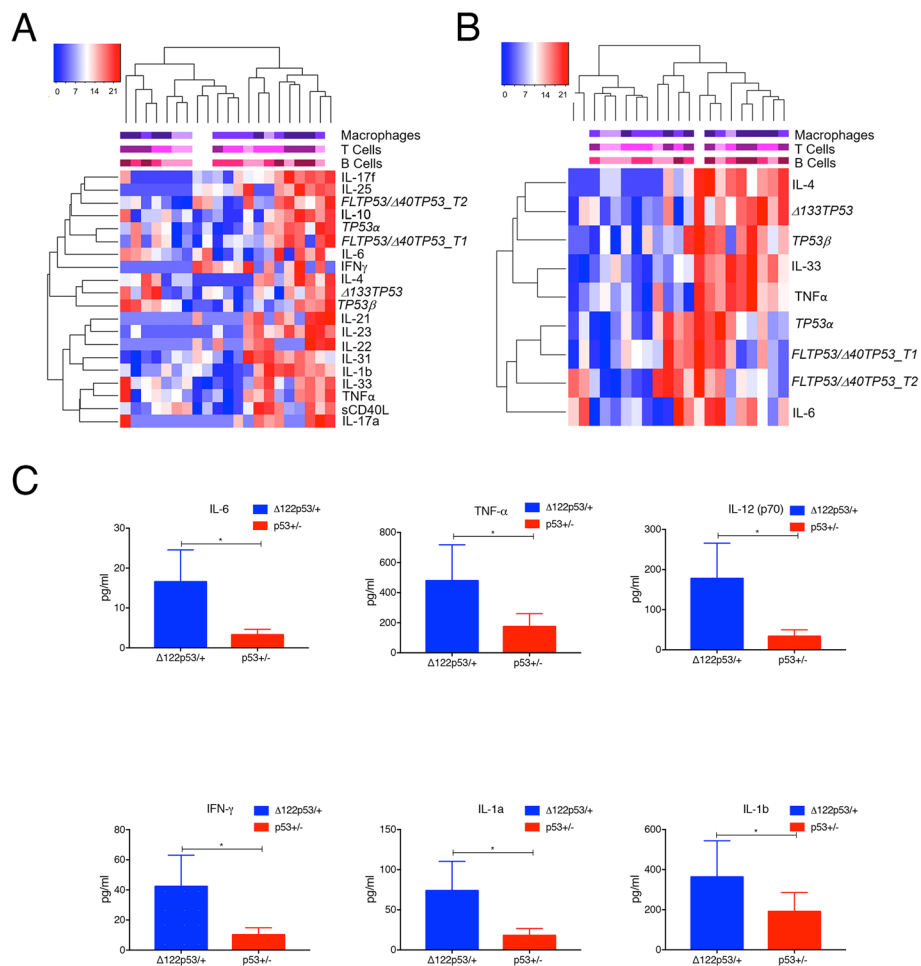 A
0 7 14 21
Macrophages
T Cells
B Cells
IL-17f
IL-25
FLTP53/Δ40TP53_T2
IL-10
TP53α
FLTP53/Δ40TP53_T1
IL-6
IFNγ
IL-4
Δ133TP53
TP53β
IL-21
IL-23
IL-22
IL-31
IL-1b
IL-33
TNFα
sCD40L
IL-17a
B
0 7 14 21
Macrophages
T Cells
B Cells
IL-4
Δ133TP53
TP53β
IL-33
TNFα
TP53α
FLTP53/Δ40TP53_T1
FLTP53/Δ40TP53_T2
IL-6
C
IL-6
Δ122p53/+
p53+/-
pg/ml
30
20
10
0
*
Δ122p53/+ p53+/-
TNF-α
Δ122p53/+
p53+/-
pg/ml
800
600
400
200
0
*
Δ122p53/+ p53+/-
IL-12 (p70)
Δ122p53/+
p53+/-
pg/ml
300
200
100
0
*
Δ122p53/+ p53+/-
IFN-γ
Δ122p53/+
p53+/-
pg/ml
80
60
40
20
0
*
Δ122p53/+ p53+/-
IL-1a
Δ122p53/+
p53+/-
pg/ml
150
100
50
0
*
Δ122p53/+ p53+/-
IL-1b
Δ122p53/+
p53+/-
pg/ml
600
400
200
0
*
Δ122p53/+ p53+/-